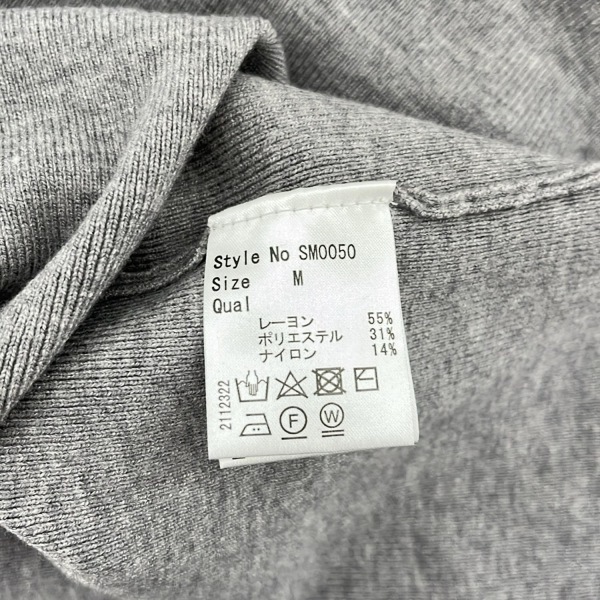 Style No SM0050
Size M
Qual
レーヨン 55%
ポリエステル 31%
ナイロン 14%
2112322
F W